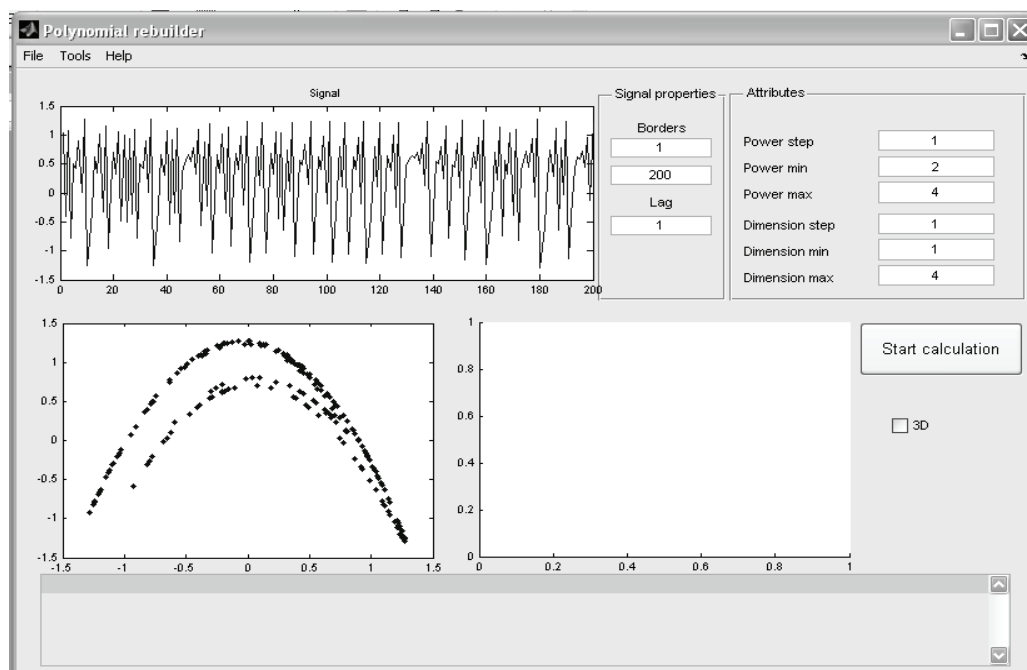 Polynomial rebuilder
File Tools Help
Signal
1.5
1
0.5
0
-0.5
-1
-1.5
0 20 40 60 80 100 120 140 160 180 200
Signal properties
Borders
1
200
Lag
1
Attributes
Power step 1
Power min 2
Power max 4
Dimension step 1
Dimension min 1
Dimension max 4
1.5
1
0.5
0
-0.5
-1
-1.5
-1.5 -1 -0.5 0 0.5 1 1.5
1
0.8
0.6
0.4
0.2
0
0 0.2 0.4 0.6 0.8 1
Start calculation
3D